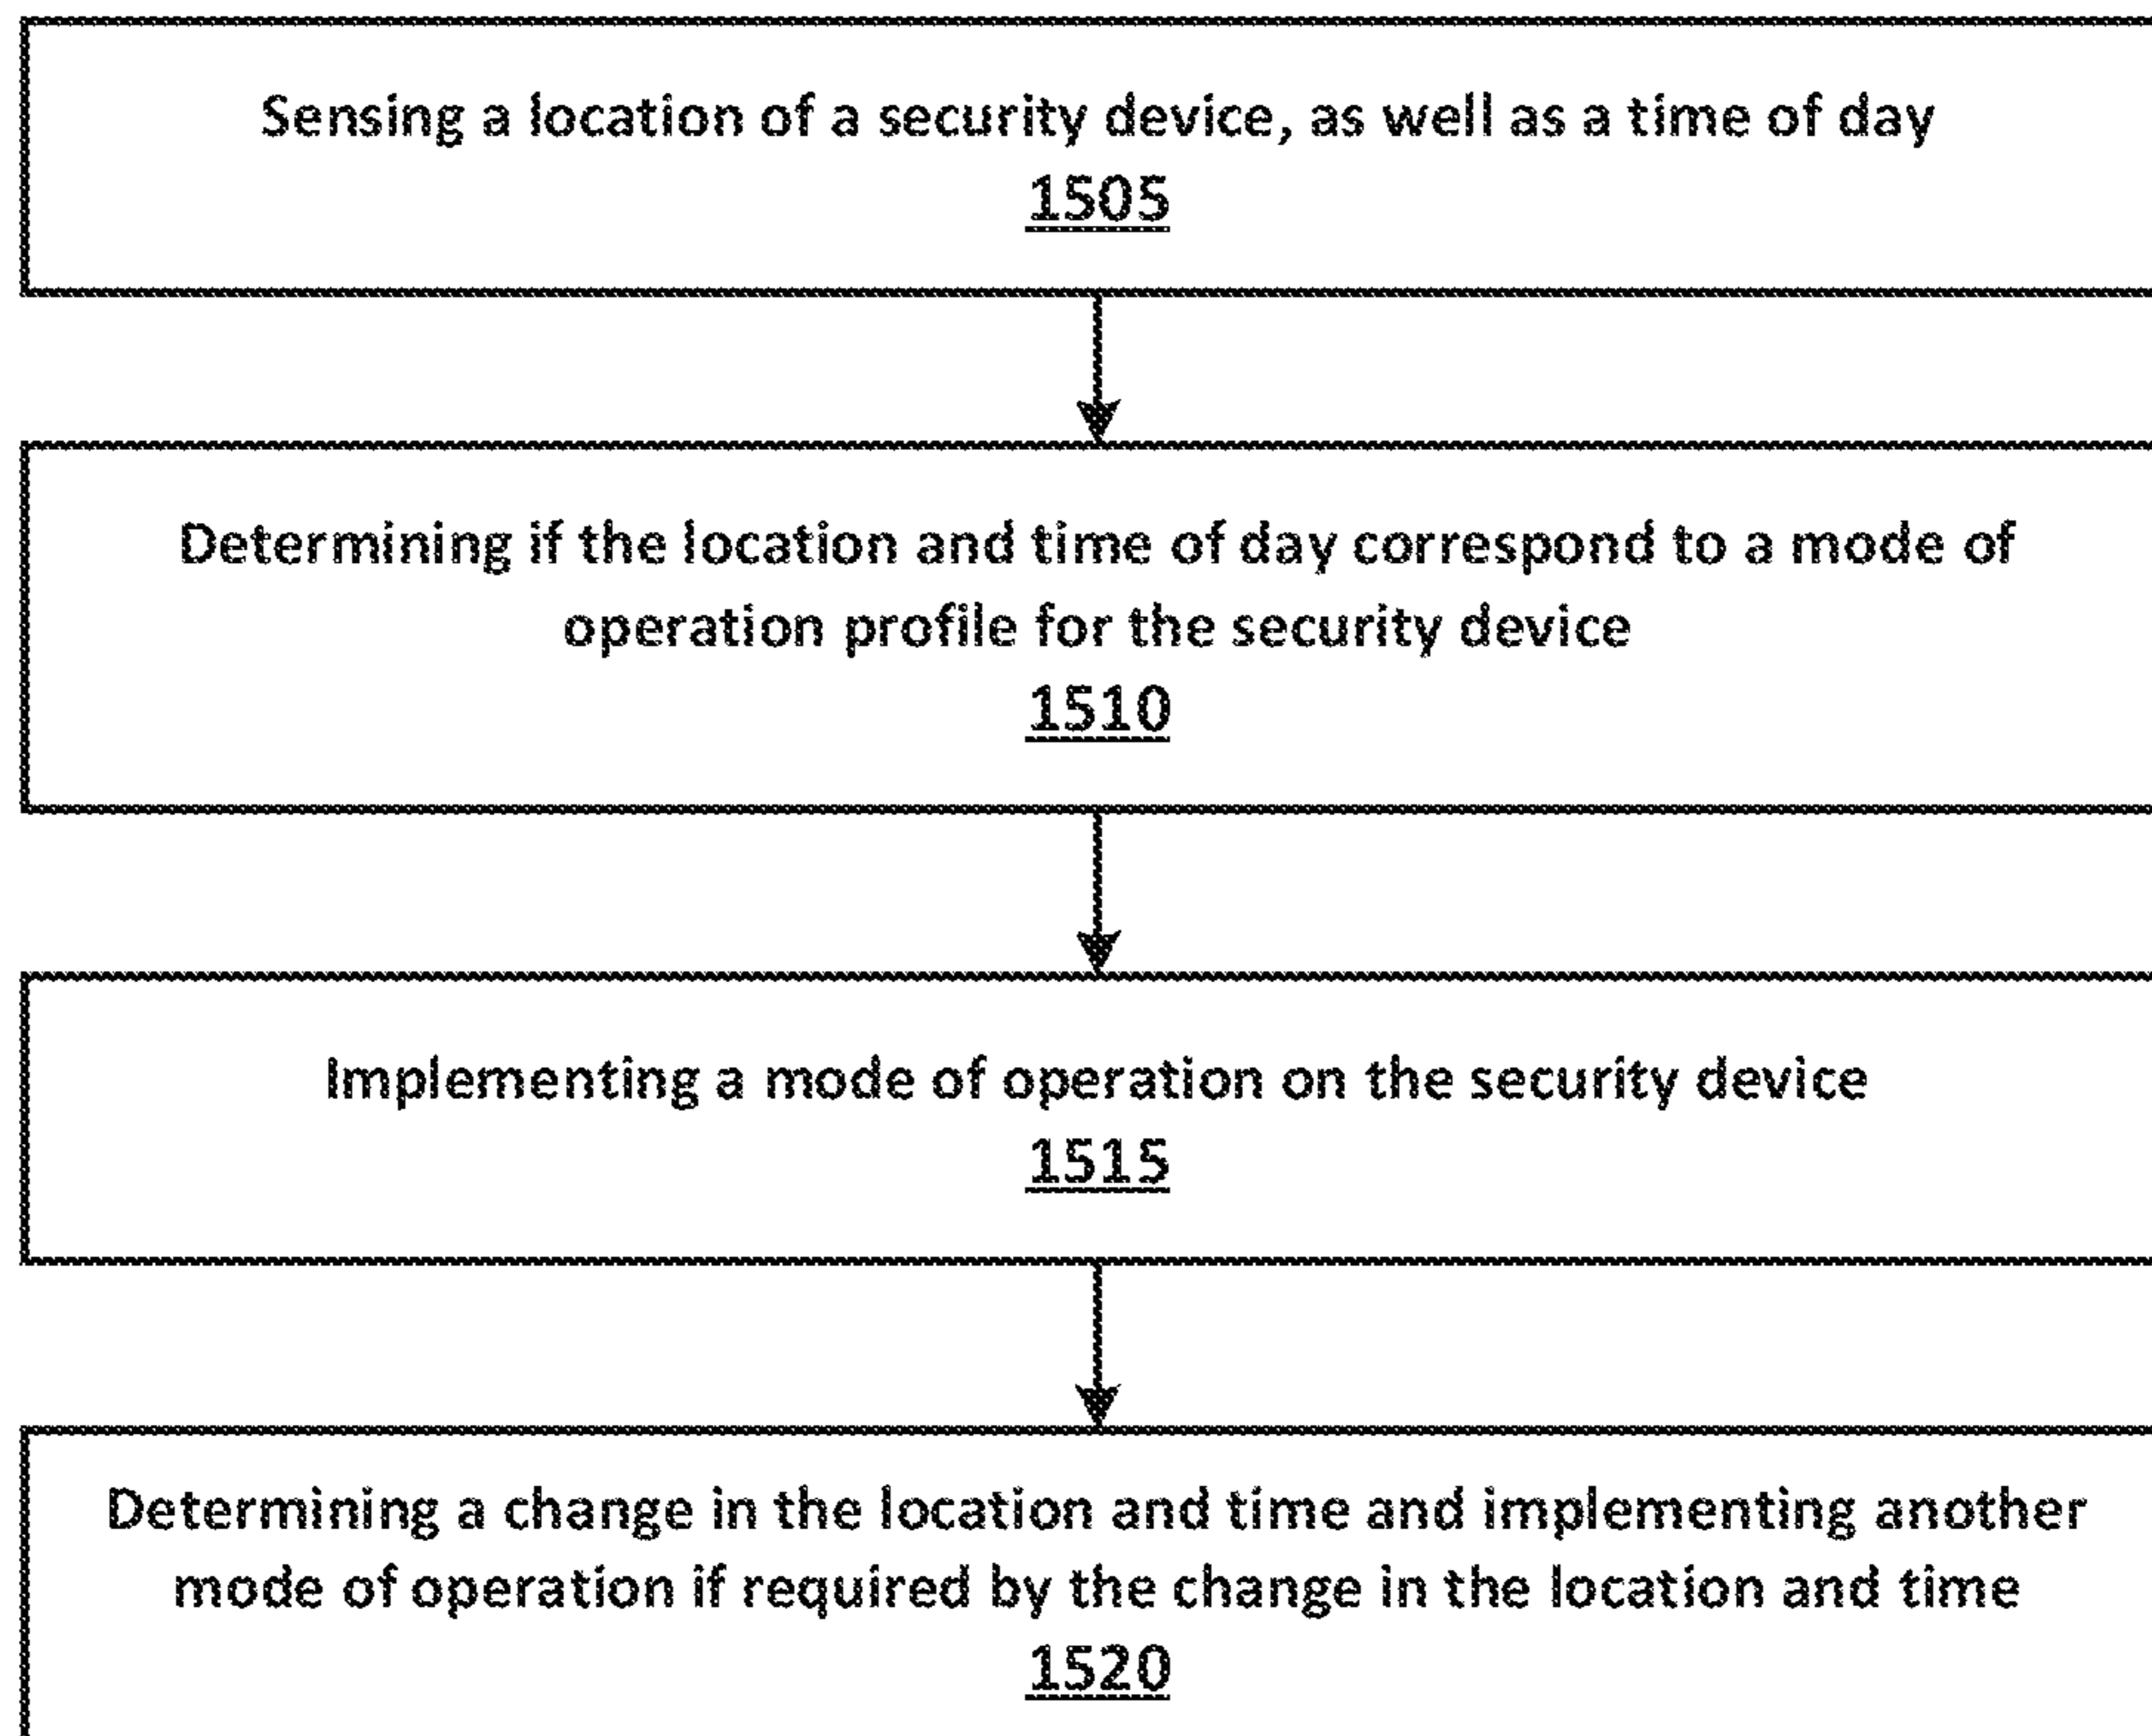 Sensing a location of a security device, as well as a time of day
1505
Determining if the location and time of day correspond to a mode of
operation profile for the security device
1510
Implementing a mode of operation on the security device
1515
Determining a change in the location and time and implementing another
mode of operation if required by the change in the location and time
1520